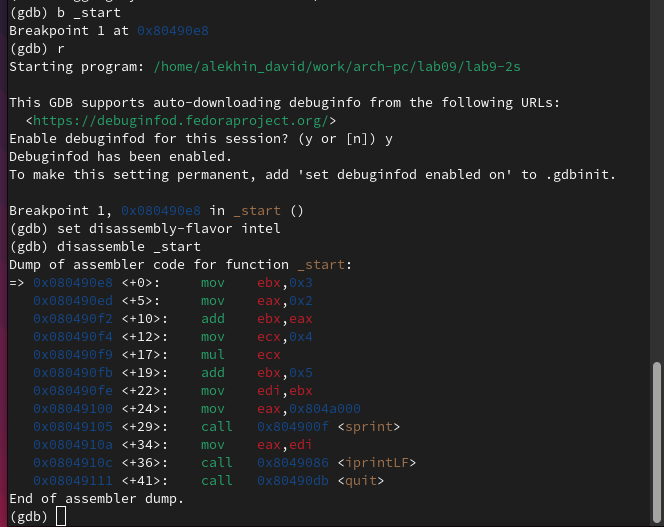 (gdb) b _start
Breakpoint 1 at 0x80490e8
(gdb) r
Starting program: /home/alekhin_david/work/arch-pc/lab09/lab9-2s
This GDB supports auto-downloading debuginfo from the following URLs:
<https://debuginfod.fedoraproject.org/>
Enable debuginfod for this session? (y or [n]) y
Debuginfod has been enabled.
To make this setting permanent, add 'set debuginfod enabled on' to .gdbinit.
Breakpoint 1, 0x080490e8 in _start ()
(gdb) set disassembly-flavor intel
(gdb) disassemble _start
Dump of assembler code for function _start:
=> 0x080490e8 <+0>: mov ebx,0x3
0x080490ed <+5>: mov eax,0x2
0x080490f2 <+10>: add ebx,eax
0x080490f4 <+12>: mov ecx,0x4
0x080490f9 <+17>: mul ecx
0x080490fb <+19>: add ebx,0x5
0x080490fe <+22>: mov edi,ebx
0x08049100 <+24>: mov eax,0x804a000
0x08049105 <+29>: call 0x804900f <sprint>
0x0804910a <+34>: mov eax,edi
0x0804910c <+36>: call 0x8049086 <iprintLF>
0x08049111 <+41>: call 0x80490db <quit>
End of assembler dump.
(gdb)